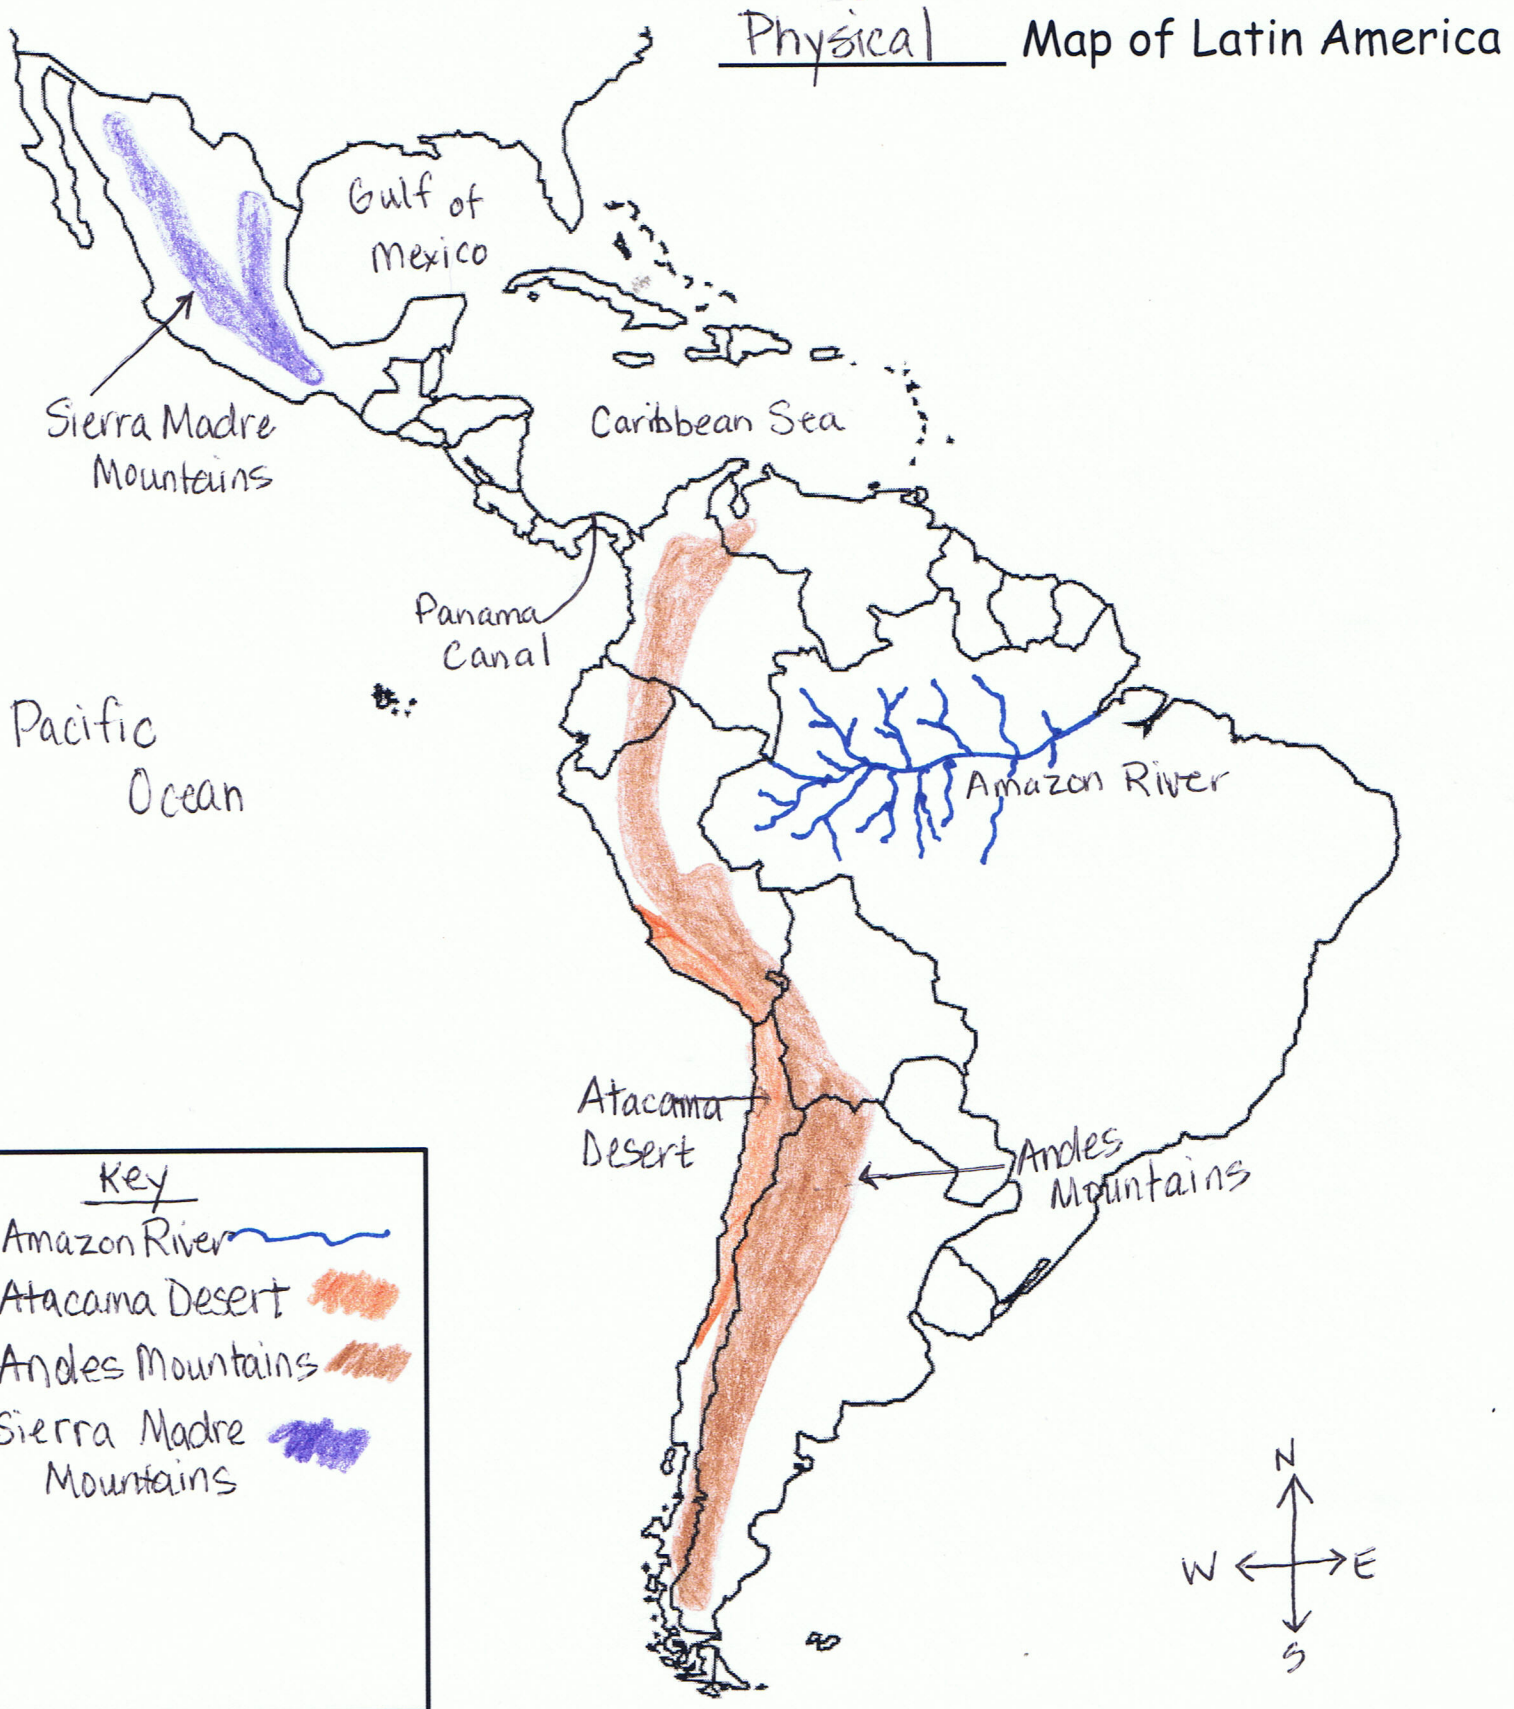 Physical Map of Latin America
Gulf of
Mexico
Caribbean Sea
Sierra Madre
Mountains
Panama
Canal
Pacific
Ocean
Amazon River
Atacama
Desert
Andes
Mountains
Key
Amazon River
Atacama Desert
Andes Mountains
Sierra Madre
Mountains
N
W E
S